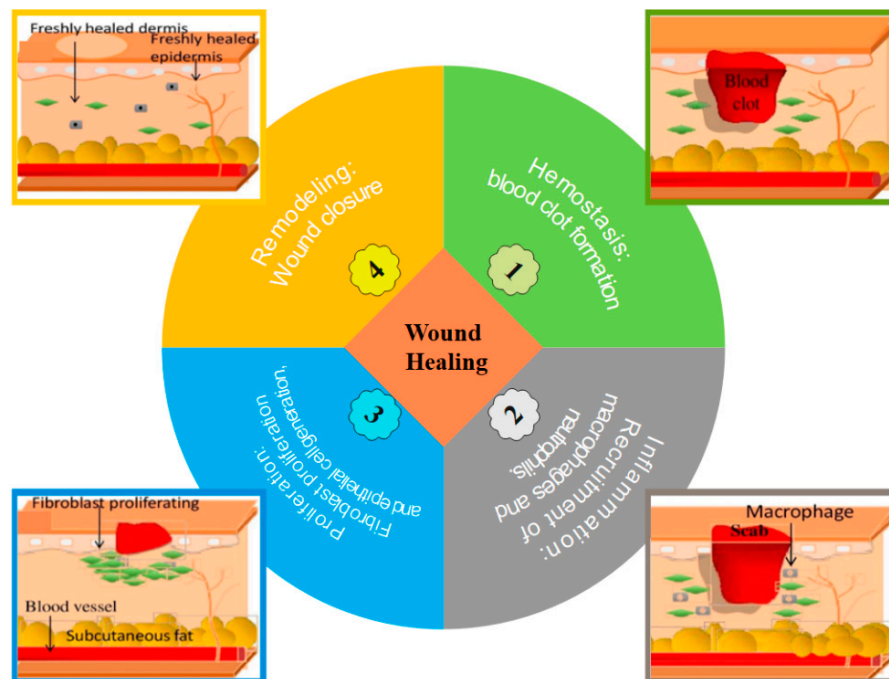 Freshly healed dermis
Freshly healed
epidermis
Blood
clot
Remodeling:
Wound closure
4
Hemostasis:
blood clot formation
1
Wound
Healing
3
Proliferation:
Fibroblast proliferation
and epithelial cell generation,
2
Inflammation:
Recruitment of
macrophages and
neutrophils,
Fibroblast proliferating
Blood vessel
Subcutaneous fat
Macrophage
Scab